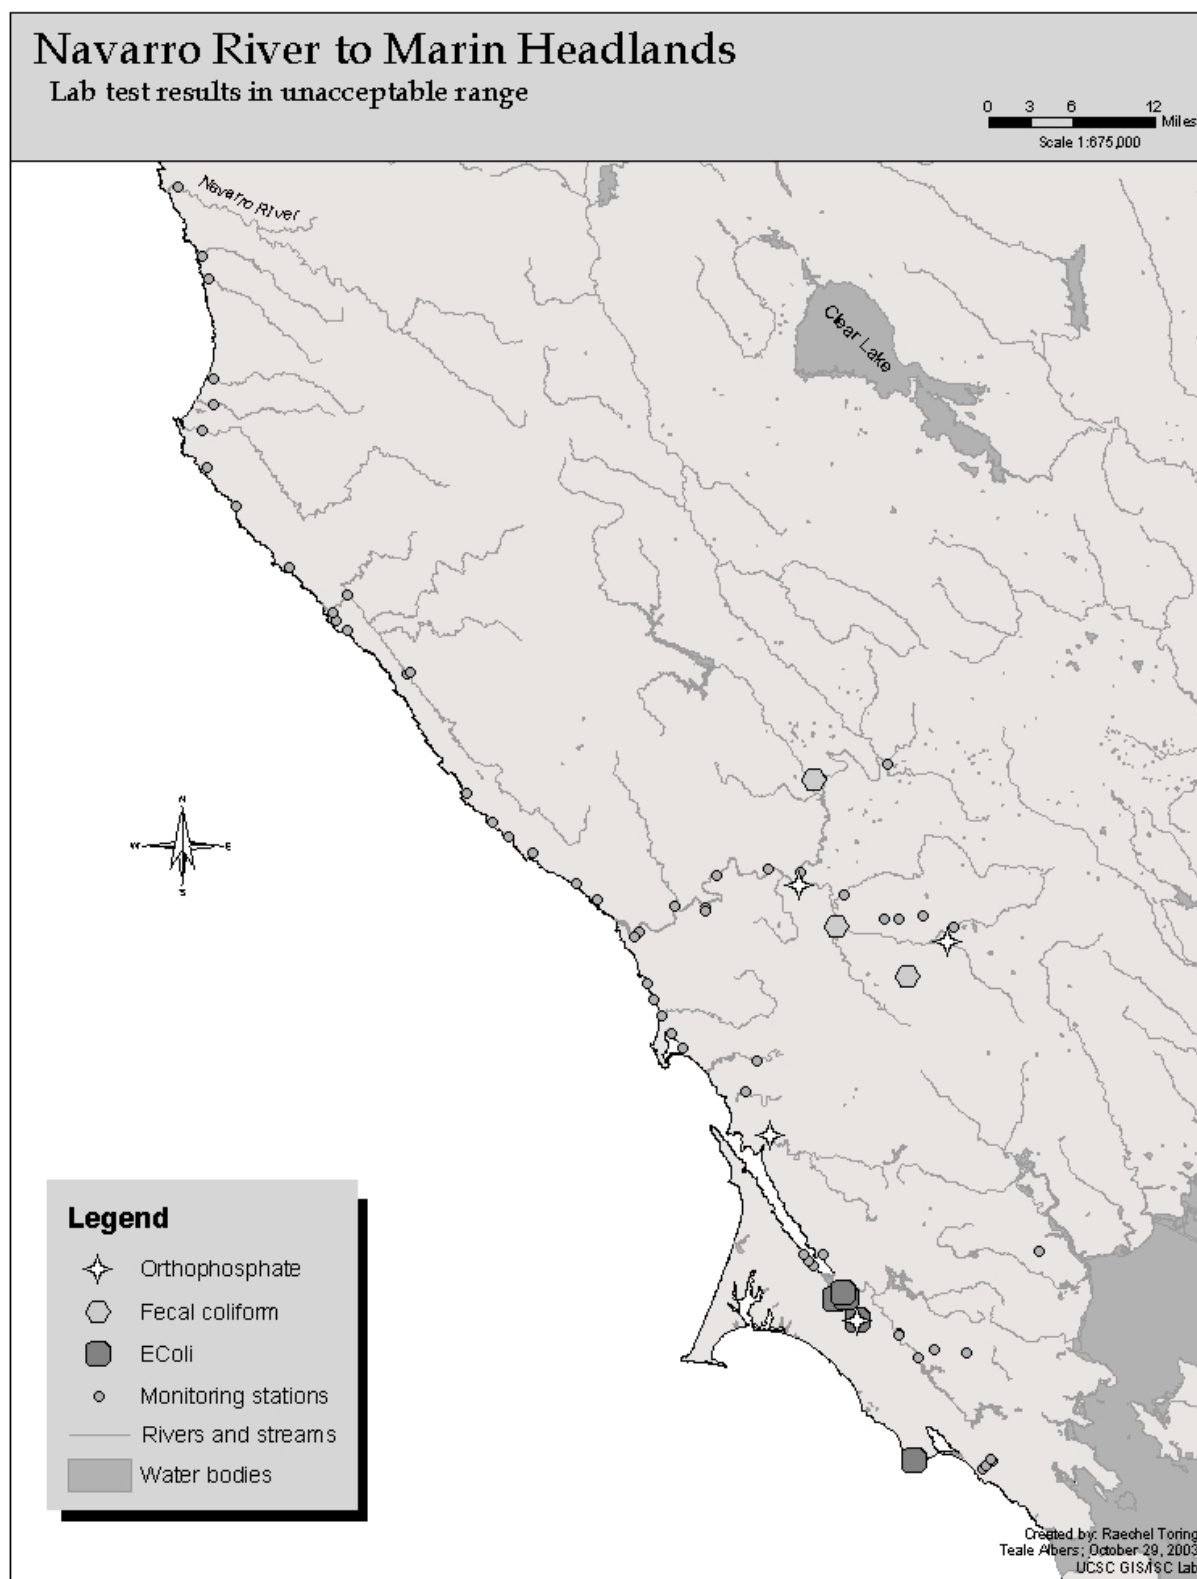 Navarro River to Marin Headlands
Lab test results in unacceptable range
0 3 6 12
Miles
Scale 1:675,000
Navarro River
Clear Lake
N
W E
S
Legend
Orthophosphate
Fecal coliform
EColi
Monitoring stations
Rivers and streams
Water bodies
Created by: Raechel Toring
Teale Albers; October 29, 2003
UCSC GIS/ISC Lab